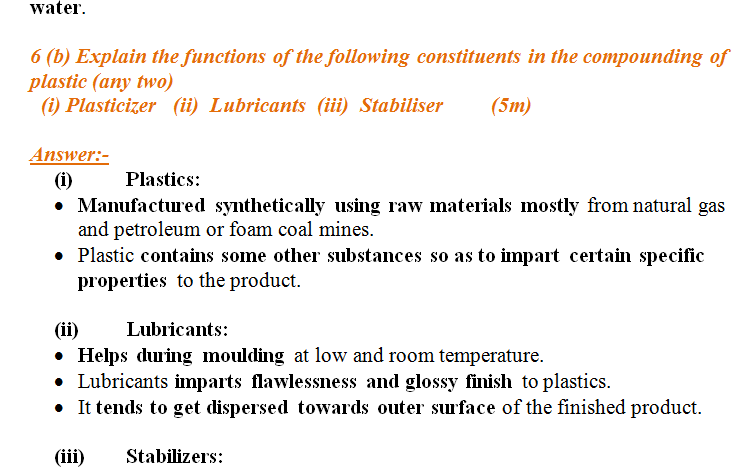 water.
6 (b) Explain the functions of the following constituents in the compounding of
plastic (any two)
(i) Plasticizer (ii) Lubricants (iii) Stabiliser (5m)
Answer:-
(i) Plastics:
• Manufactured synthetically using raw materials mostly from natural gas
and petroleum or foam coal mines.
• Plastic contains some other substances so as to impart certain specific
properties to the product.
(ii) Lubricants:
• Helps during moulding at low and room temperature.
• Lubricants imparts flawlessness and glossy finish to plastics.
• It tends to get dispersed towards outer surface of the finished product.
(iii) Stabilizers: